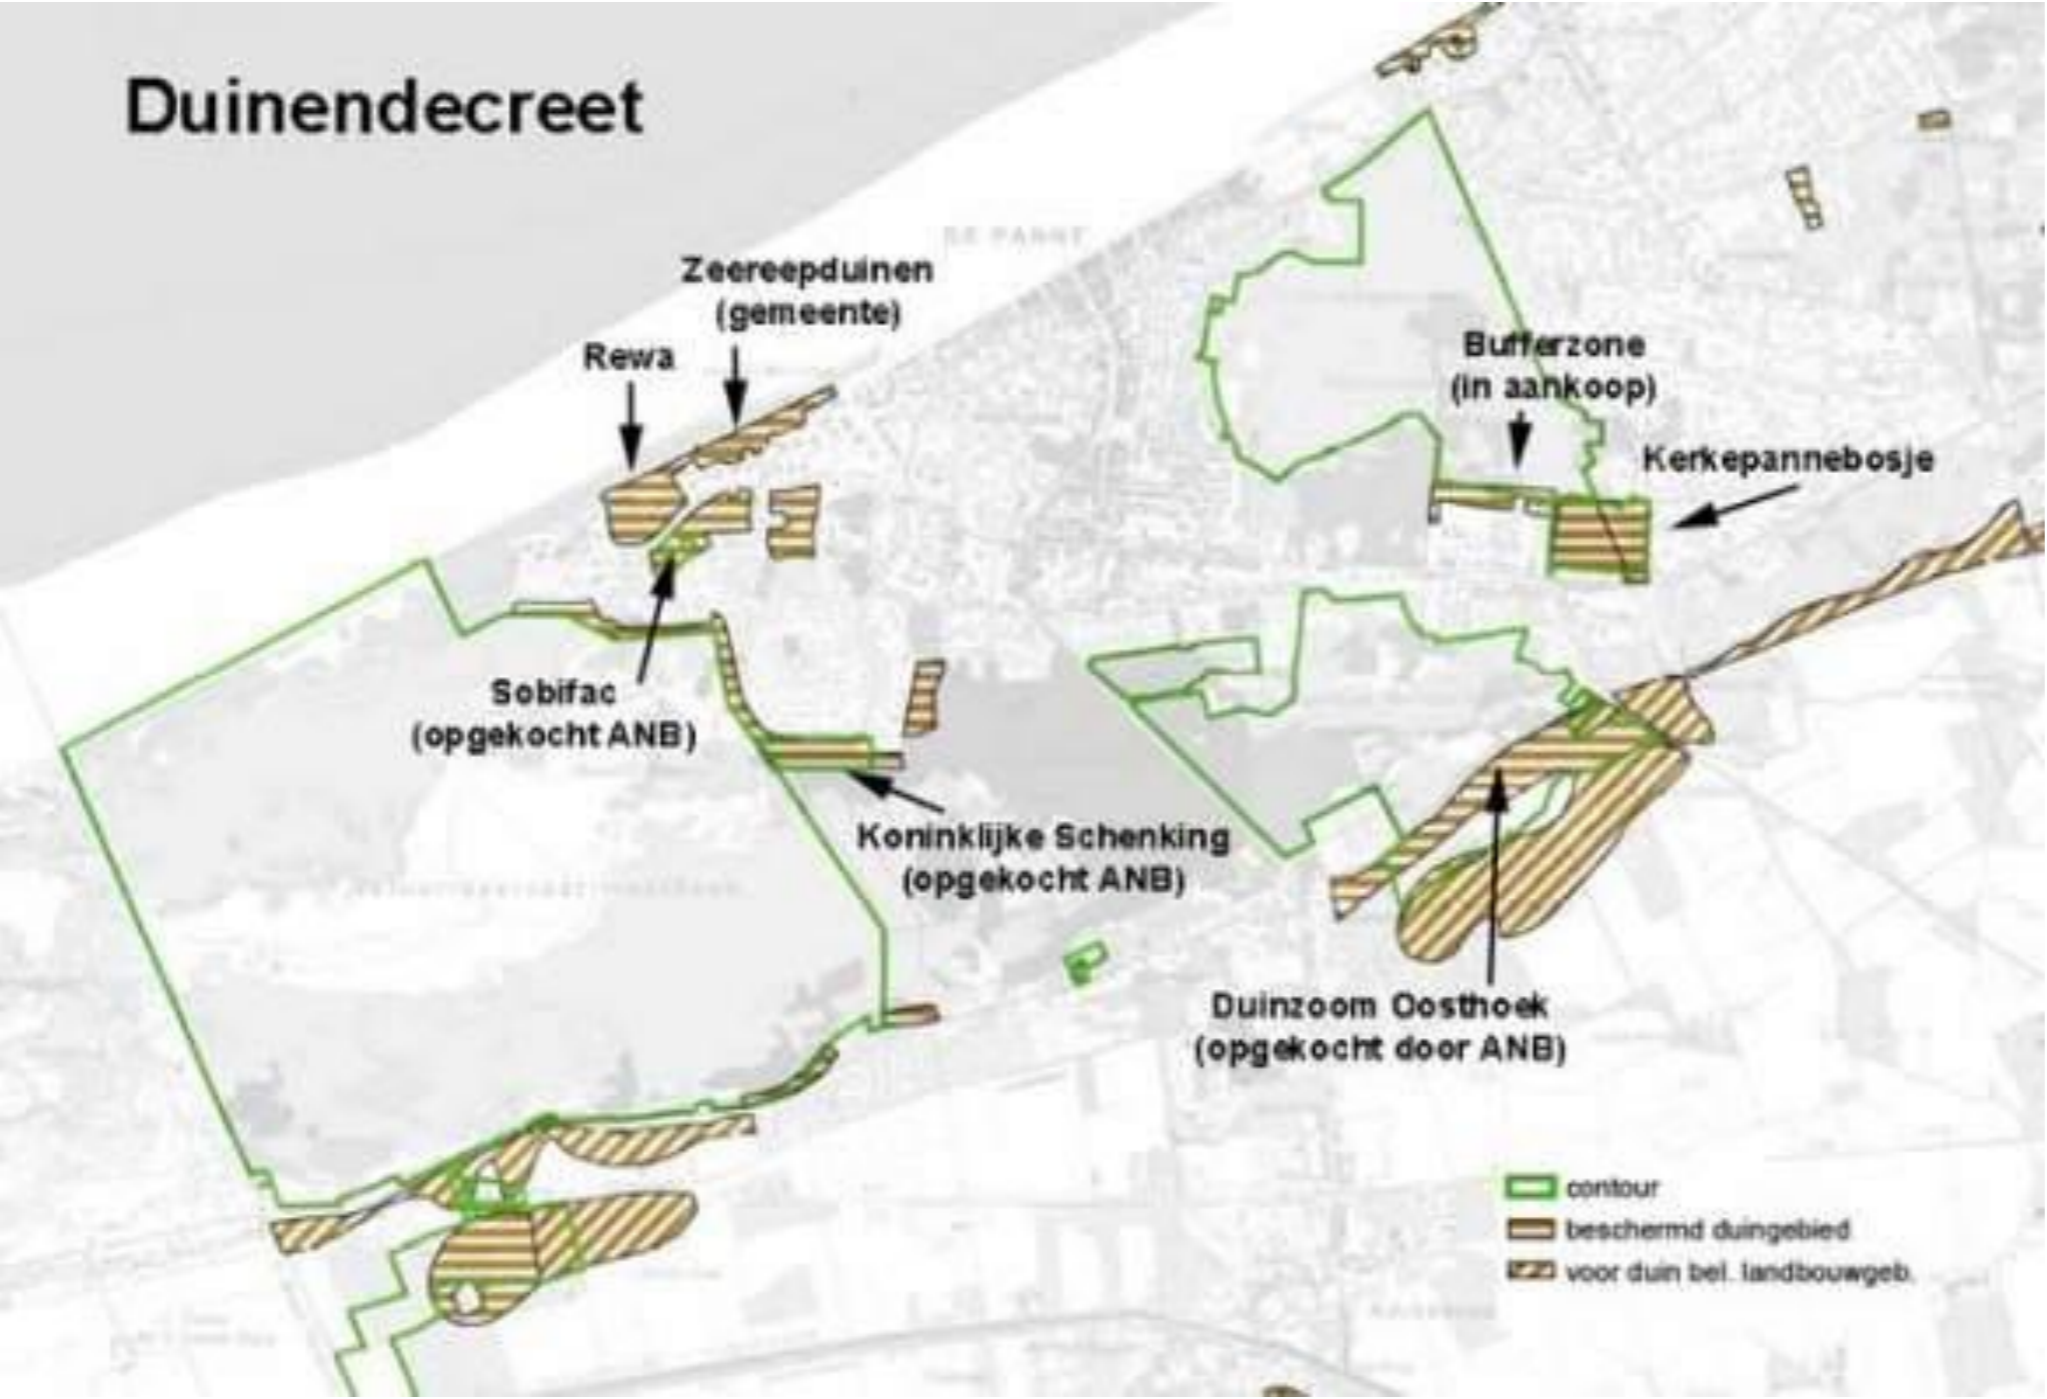 Duinendecreet
DE PANNE
Zeereepduinen
(gemeente)
Rewa
Bufferzone
(in aankoop)
Kerkepannebosje
Sobifac
(opgekocht ANB)
Koninklijke Schenking
(opgekocht ANB)
Duinzoom Oosthoek
(opgekocht door ANB)
contour
beschermd duingebied
voor duin bel. landbouwgeb.